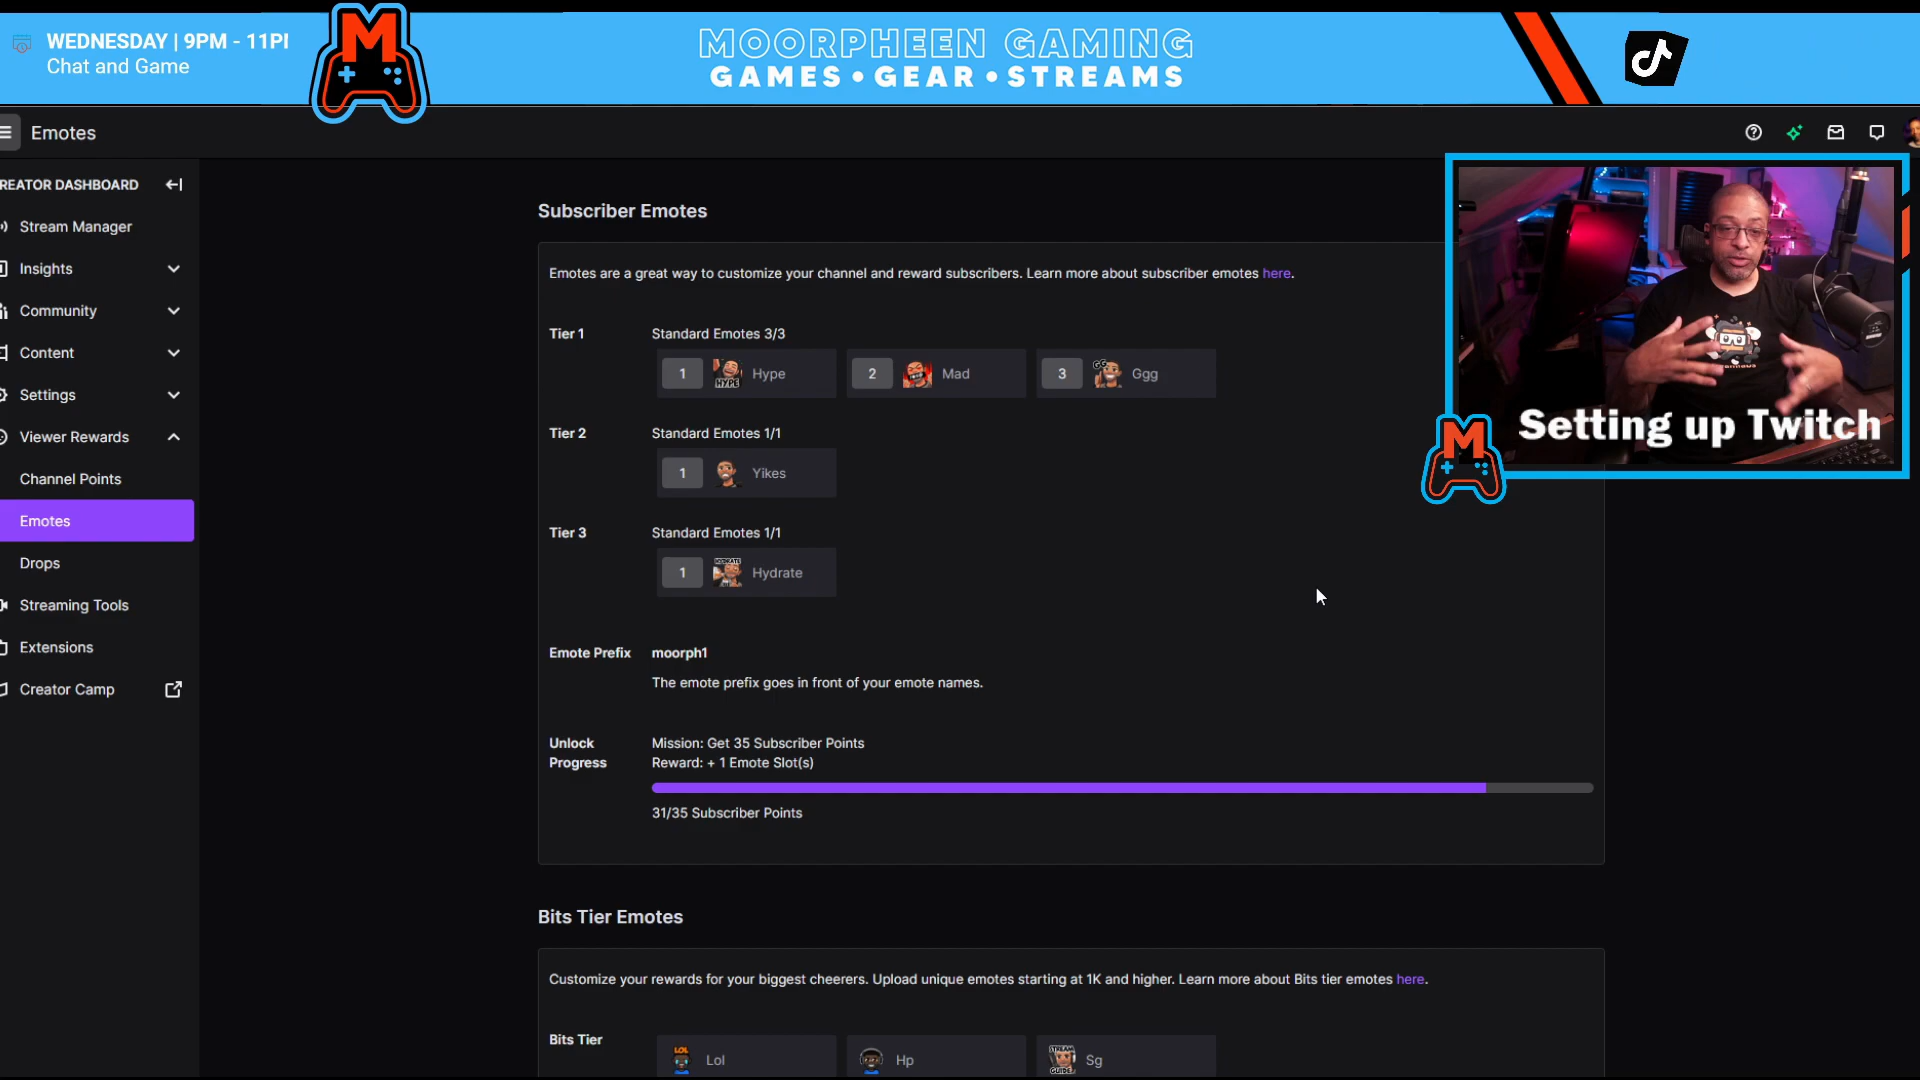 WEDNESDAY | 9PM - 11PI
Chat and Game
M
MOORPHEEN GAMING
GAMES • GEAR • STREAMS
Emotes
REATOR DASHBOARD
Stream Manager
Insights
Community
Content
Settings
Viewer Rewards
Channel Points
Emotes
Drops
Streaming Tools
Extensions
Creator Camp
Subscriber Emotes
Emotes are a great way to customize your channel and reward subscribers. Learn more about subscriber emotes here.
Tier 1
Standard Emotes 3/3
1 HYPE Hype
2 Mad
3 GG Ggg
Tier 2
Standard Emotes 1/1
1 Yikes
Tier 3
Standard Emotes 1/1
1 HYDRATE Hydrate
Emote Prefix
moorph1
The emote prefix goes in front of your emote names.
Unlock Progress
Mission: Get 35 Subscriber Points
Reward: + 1 Emote Slot(s)
31/35 Subscriber Points
Setting up Twitch
M
Bits Tier Emotes
Customize your rewards for your biggest cheerers. Upload unique emotes starting at 1K and higher. Learn more about Bits tier emotes here.
Bits Tier
LOL Lol
Hp
STREAM GUIDE Sg